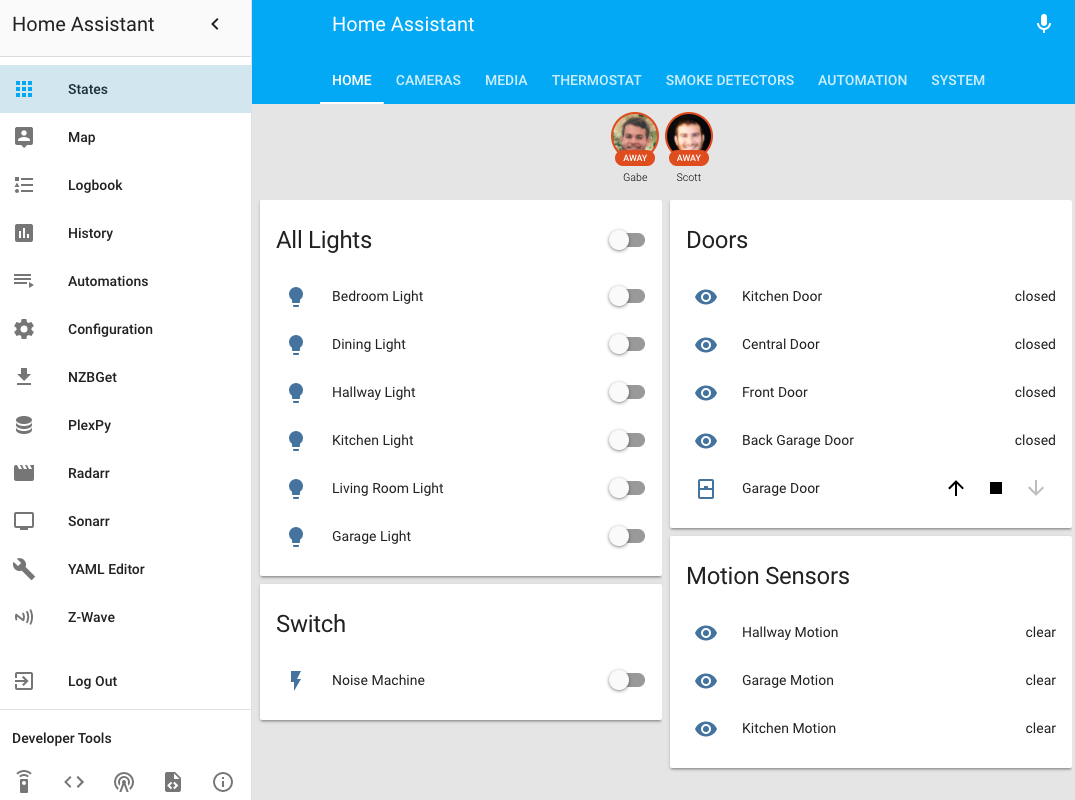 Home Assistant
States
Map
Logbook
History
Automations
Configuration
NZBGet
PlexPy
Radarr
Sonarr
YAML Editor
Z-Wave
Log Out
Developer Tools
Home Assistant
HOME CAMERAS MEDIA THERMOSTAT SMOKE DETECTORS AUTOMATION SYSTEM
AWAY AWAY
Gabe Scott
All Lights
Bedroom Light
Dining Light
Hallway Light
Kitchen Light
Living Room Light
Garage Light
Switch
Noise Machine
Doors
Kitchen Door closed
Central Door closed
Front Door closed
Back Garage Door closed
Garage Door
Motion Sensors
Hallway Motion clear
Garage Motion clear
Kitchen Motion clear